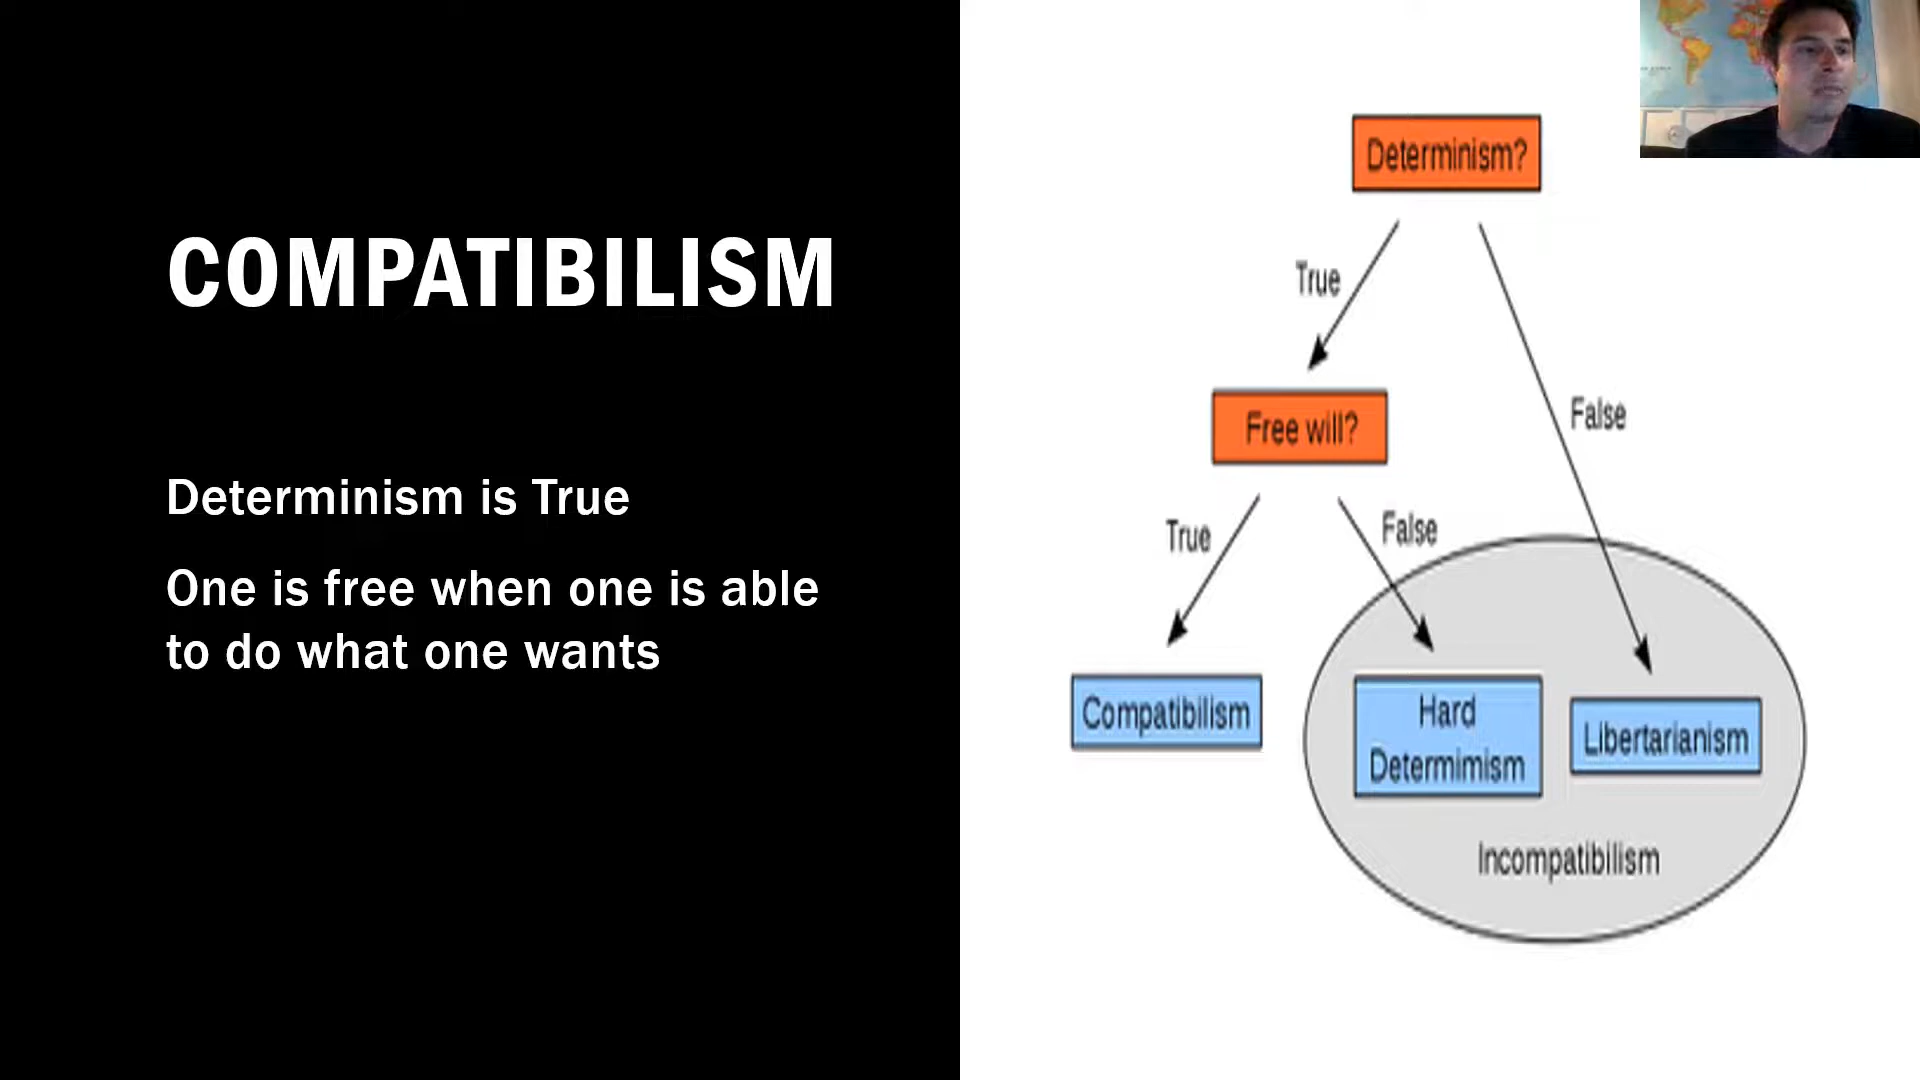 COMPATIBILISM
Determinism is True
One is free when one is able
to do what one wants
Determinism?
True
False
Free will?
True
False
Compatibilism
Hard
Determimism
Libertarianism
Incompatibilism